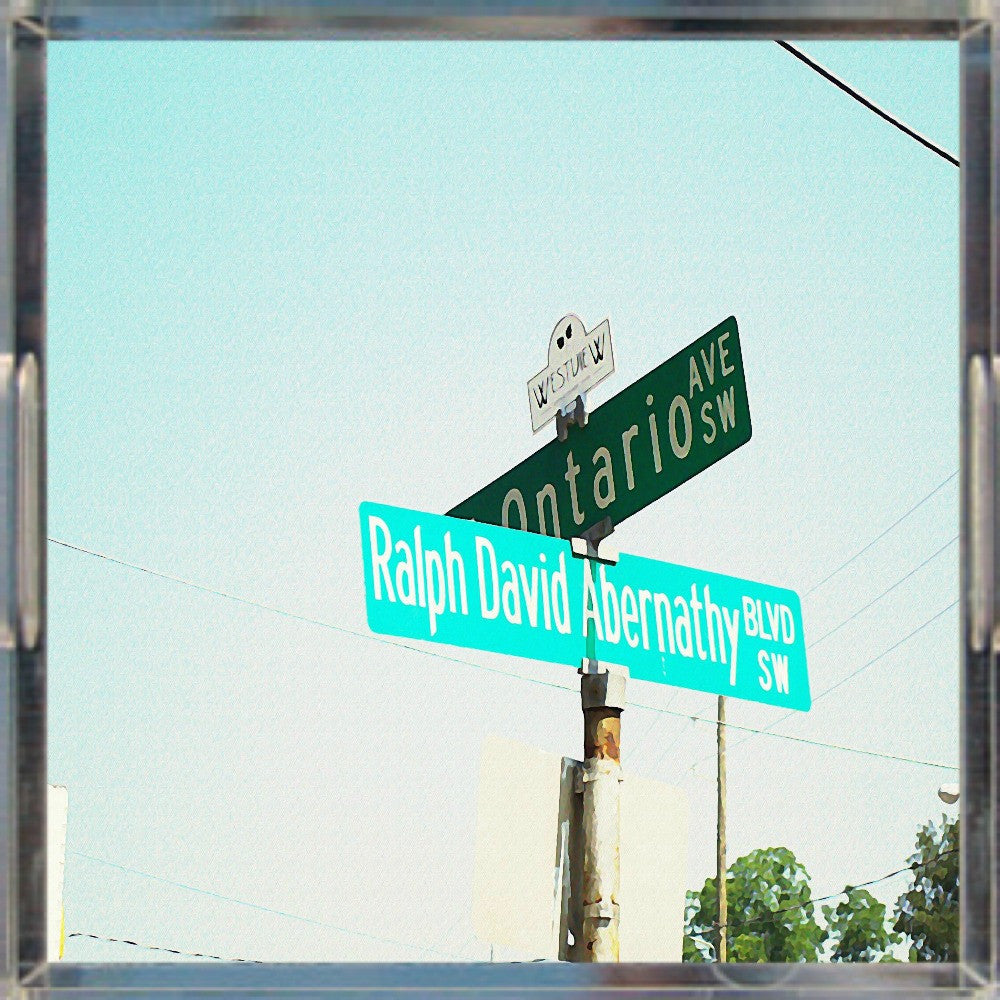 WESTVIEW
Ontario AVE SW
Ralph David Abernathy BLVD SW